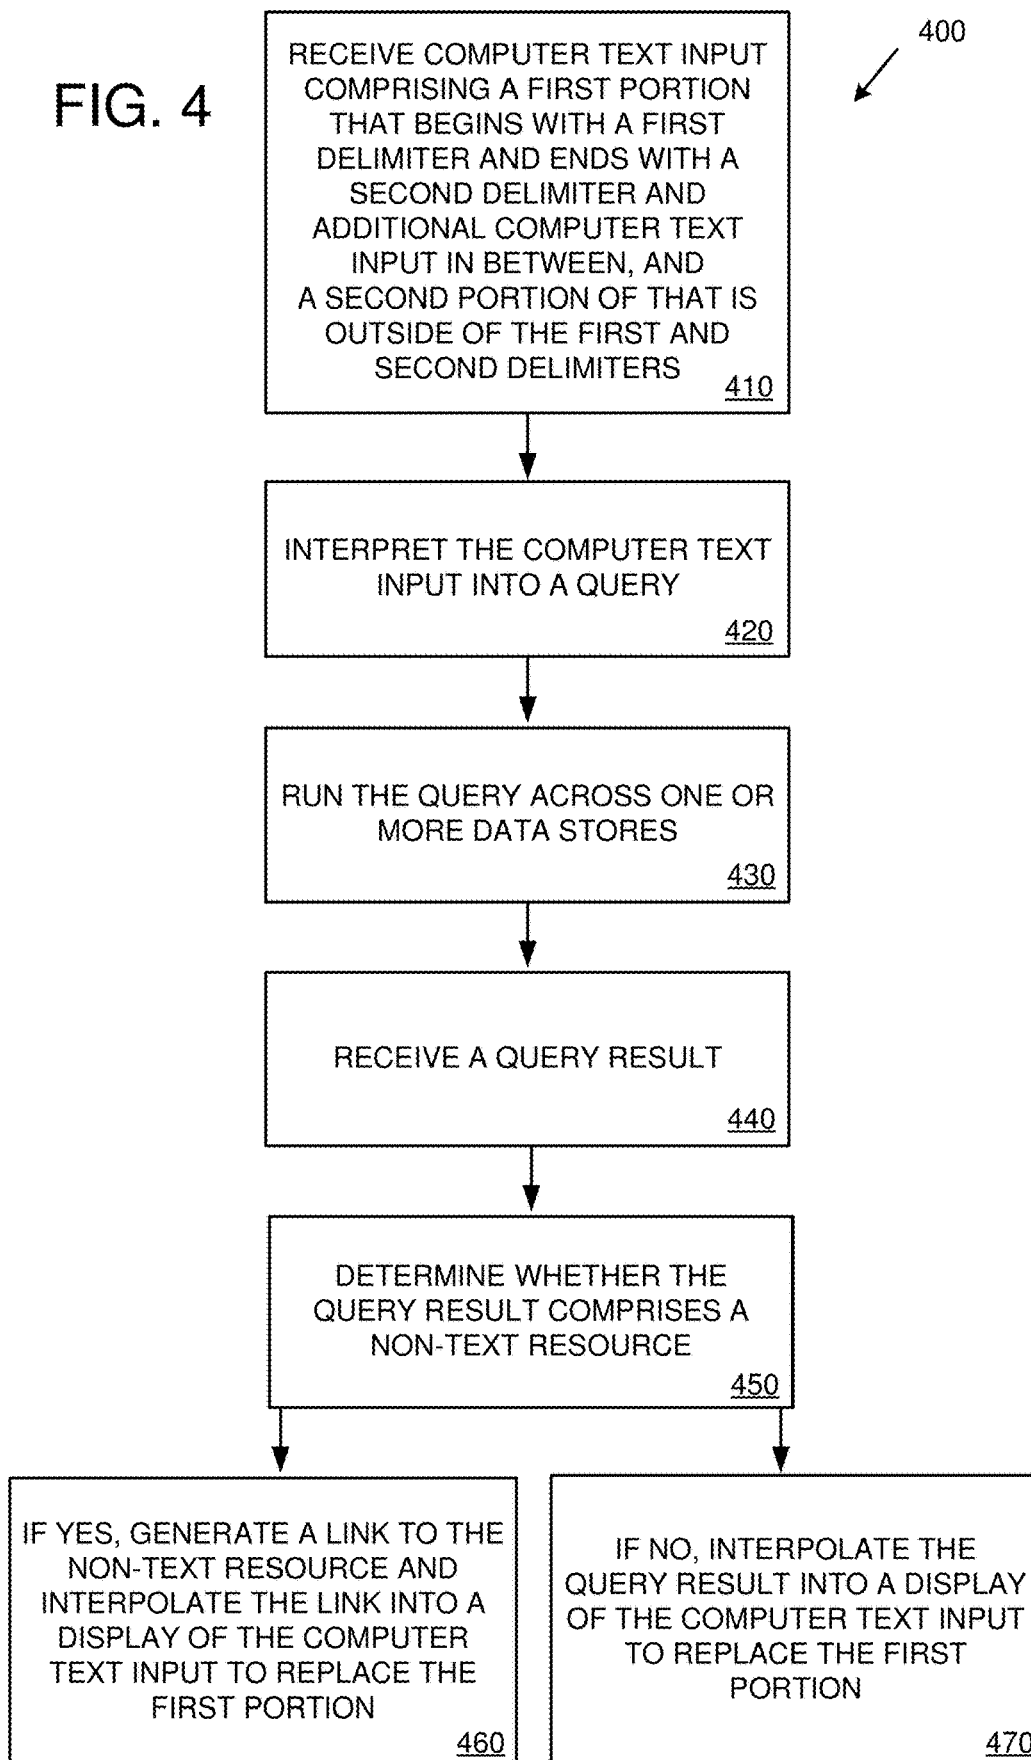 FIG. 4
400
RECEIVE COMPUTER TEXT INPUT
COMPRISING A FIRST PORTION
THAT BEGINS WITH A FIRST
DELIMITER AND ENDS WITH A
SECOND DELIMITER AND
ADDITIONAL COMPUTER TEXT
INPUT IN BETWEEN, AND
A SECOND PORTION OF THAT IS
OUTSIDE OF THE FIRST AND
SECOND DELIMITERS
410
INTERPRET THE COMPUTER TEXT
INPUT INTO A QUERY
420
RUN THE QUERY ACROSS ONE OR
MORE DATA STORES
430
RECEIVE A QUERY RESULT
440
DETERMINE WHETHER THE
QUERY RESULT COMPRISES A
NON-TEXT RESOURCE
450
IF YES, GENERATE A LINK TO THE
NON-TEXT RESOURCE AND
INTERPOLATE THE LINK INTO A
DISPLAY OF THE COMPUTER
TEXT INPUT TO REPLACE THE
FIRST PORTION
460
IF NO, INTERPOLATE THE
QUERY RESULT INTO A DISPLAY
OF THE COMPUTER TEXT INPUT
TO REPLACE THE FIRST
PORTION
470